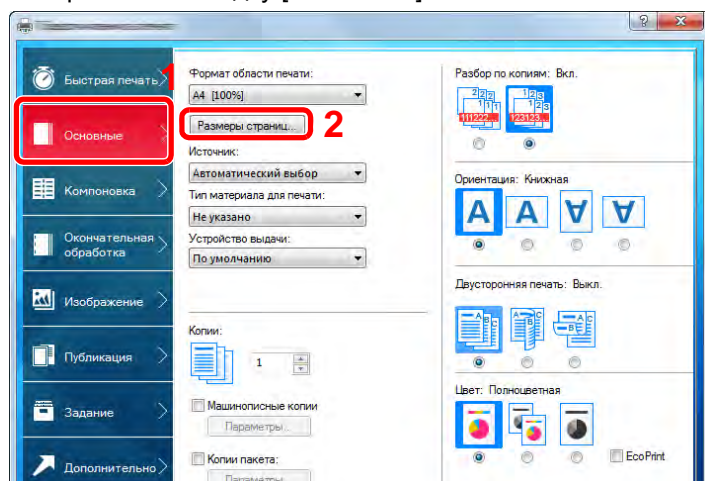 1
Быстрая печать
Основные
Компоновка
Окончательная
обработка
Изображение
Публикация
Задание
Дополнительно
Формат области печати:
A4 [100%]
Размеры страниц...
2
Источник:
Автоматический выбор
Тип материала для печати:
Не указано
Устройство выдачи:
По умолчанию
Копии:
1
Машинописные копии
Параметры...
Копии пакета:
Разбор по копиям: Вкл.
111222...
123123...
Ориентация: Книжная
A A A A
Двусторонняя печать: Выкл.
Цвет: Полноцветная
EcoPrint